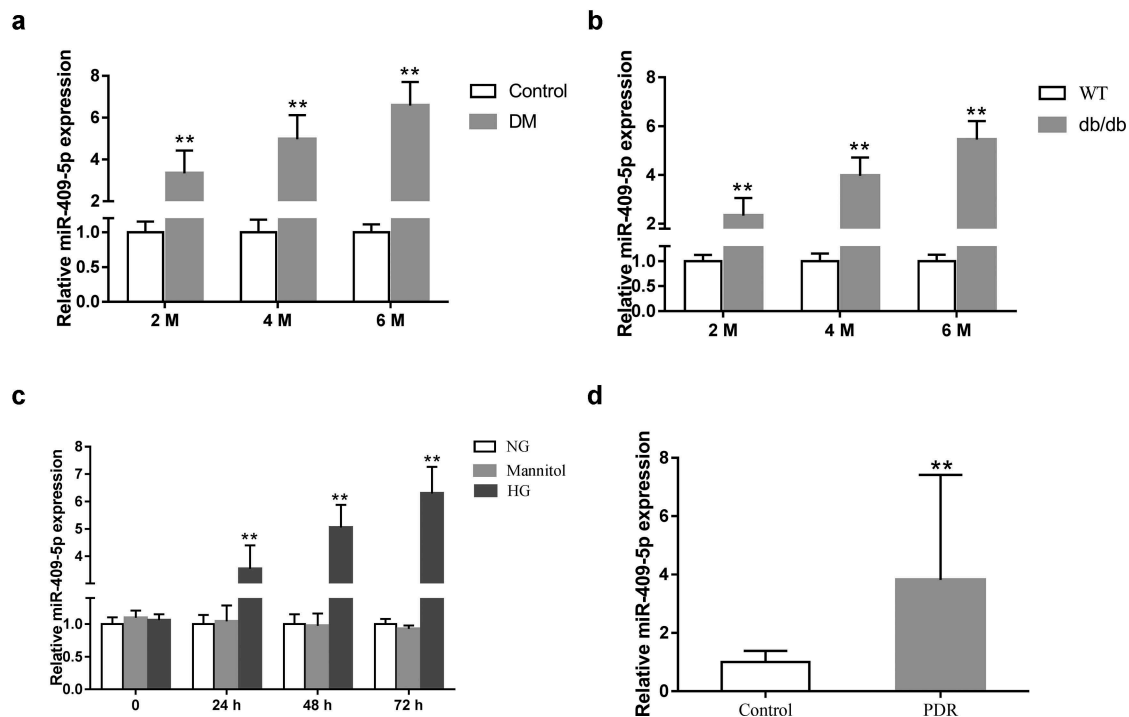 a
Relative miR-409-5p expression
8
6
4
2
1.0
0.5
0.0
** ** **
2 M 4 M 6 M
Control
DM
b
Relative miR-409-5p expression
8
6
4
2
1.0
0.5
0.0
** ** **
2 M 4 M 6 M
WT
db/db
c
Relative miR-409-5p expression
8
7
6
5
4
1.0
0.5
0.0
** ** **
0 24 h 48 h 72 h
NG
Mannitol
HG
d
Relative miR-409-5p expression
8
6
4
2
0
**
Control PDR